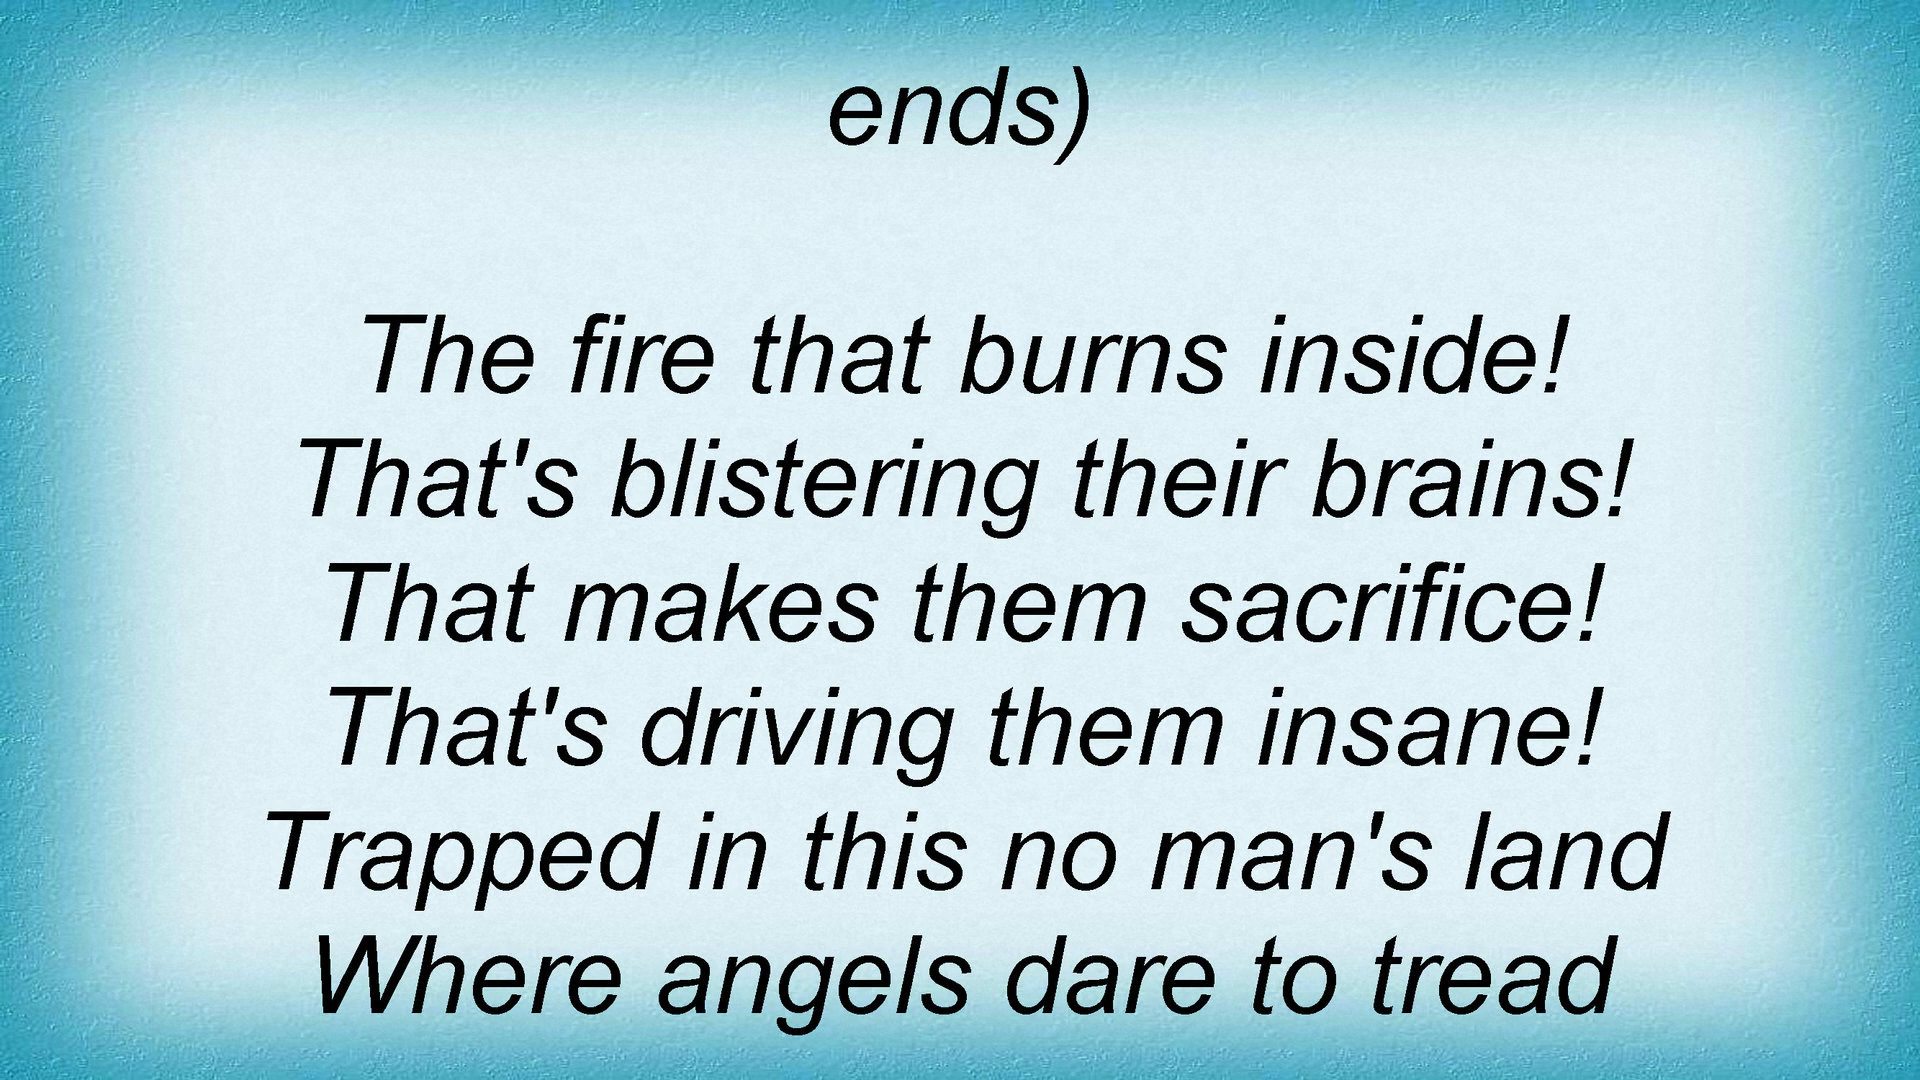 ends)
The fire that burns inside!
That's blistering their brains!
That makes them sacrifice!
That's driving them insane!
Trapped in this no man's land
Where angels dare to tread